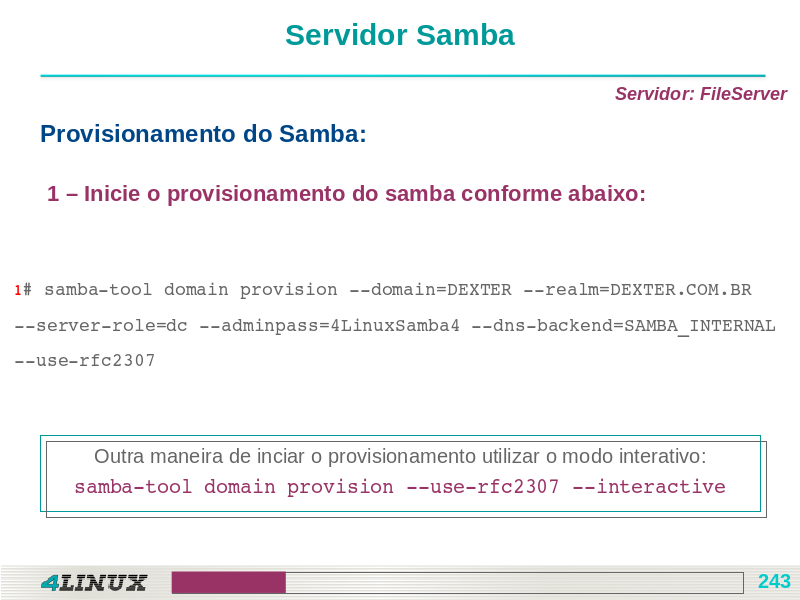 Servidor Samba
Servidor: FileServer
Provisionamento do Samba:
1 – Inicie o provisionamento do samba conforme abaixo:
1# samba-tool domain provision --domain=DEXTER --realm=DEXTER.COM.BR
--server-role=dc --adminpass=4LinuxSamba4 --dns-backend=SAMBA_INTERNAL
--use-rfc2307
Outra maneira de inciar o provisionamento utilizar o modo interativo:
samba-tool domain provision --use-rfc2307 --interactive
4LINUX
243